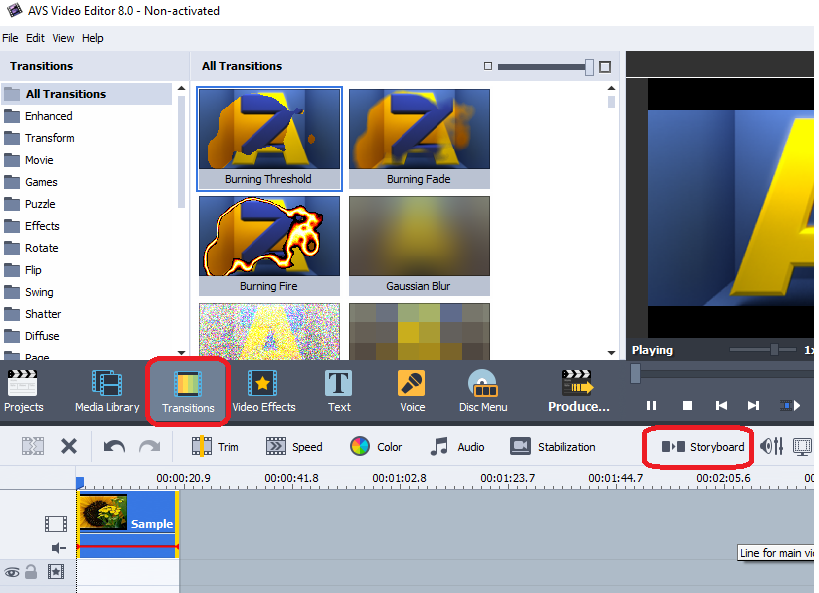 AVS Video Editor 8.0 - Non-activated
File Edit View Help
Transitions
All Transitions
All Transitions
Enhanced
Transform
Movie
Games
Puzzle
Effects
Rotate
Flip
Swing
Shatter
Diffuse
Page
Burning Threshold
Burning Fade
Burning Fire
Gaussian Blur
Playing
1x
Projects
Media Library
Transitions
Video Effects
Text
Voice
Disc Menu
Produce...
Trim
Speed
Color
Audio
Stabilization
Storyboard
00:00:20.9 00:00:41.8 00:01:02.8 00:01:23.7 00:01:44.7 00:02:05.6
Sample
Line for main